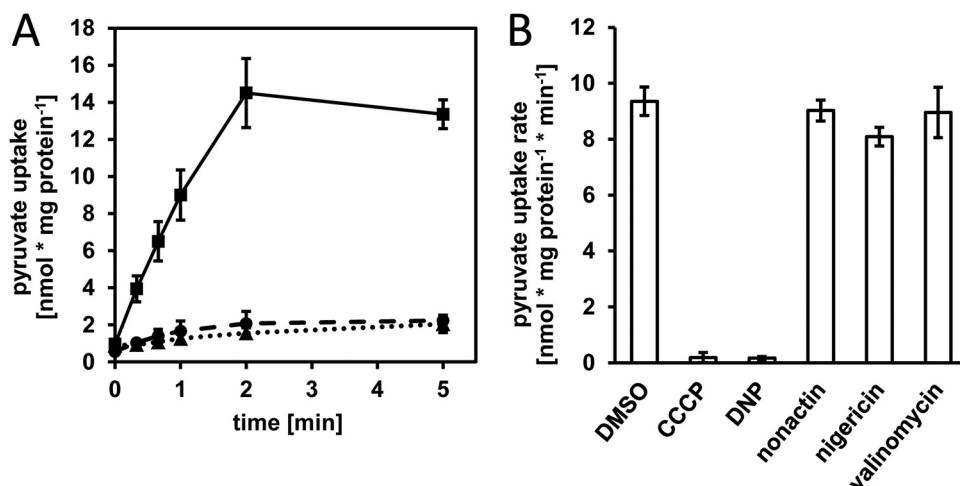 A
pyruvate uptake
[nmol * mg protein⁻¹]
18
16
14
12
10
8
6
4
2
0
0 1 2 3 4 5
time [min]
B
pyruvate uptake rate
[nmol * mg protein⁻¹ * min⁻¹]
12
10
8
6
4
2
0
DMSO
CCCP
DNP
nonactin
nigericin
valinomycin